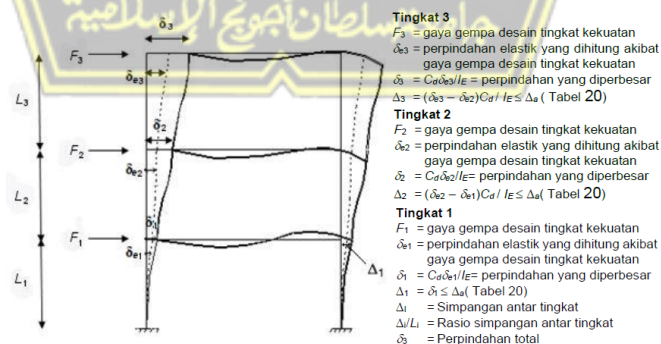 جامعة سلطان أجونج الإسلامية
δ3
F3
δe3
L3
δ2
F2
δe2
L2
δ1
F1
δe1
Δ1
L1
Tingkat 3
F3 = gaya gempa desain tingkat kekuatan
δe3 = perpindahan elastik yang dihitung akibat
gaya gempa desain tingkat kekuatan
δ3 = Cdδe3/IE = perpindahan yang diperbesar
Δ3 = (δe3 – δe2)Cd / IE ≤ Δa( Tabel 20)
Tingkat 2
F2 = gaya gempa desain tingkat kekuatan
δe2 = perpindahan elastik yang dihitung akibat
gaya gempa desain tingkat kekuatan
δ2 = Cdδe2/IE= perpindahan yang diperbesar
Δ2 = (δe2 – δe1)Cd / IE ≤ Δa( Tabel 20)
Tingkat 1
F1 = gaya gempa desain tingkat kekuatan
δe1 = perpindahan elastik yang dihitung akibat
gaya gempa desain tingkat kekuatan
δ1 = Cdδe1/IE= perpindahan yang diperbesar
Δ1 = δ1 ≤ Δa( Tabel 20)
Δi = Simpangan antar tingkat
Δi/Li = Rasio simpangan antar tingkat
δ3 = Perpindahan total